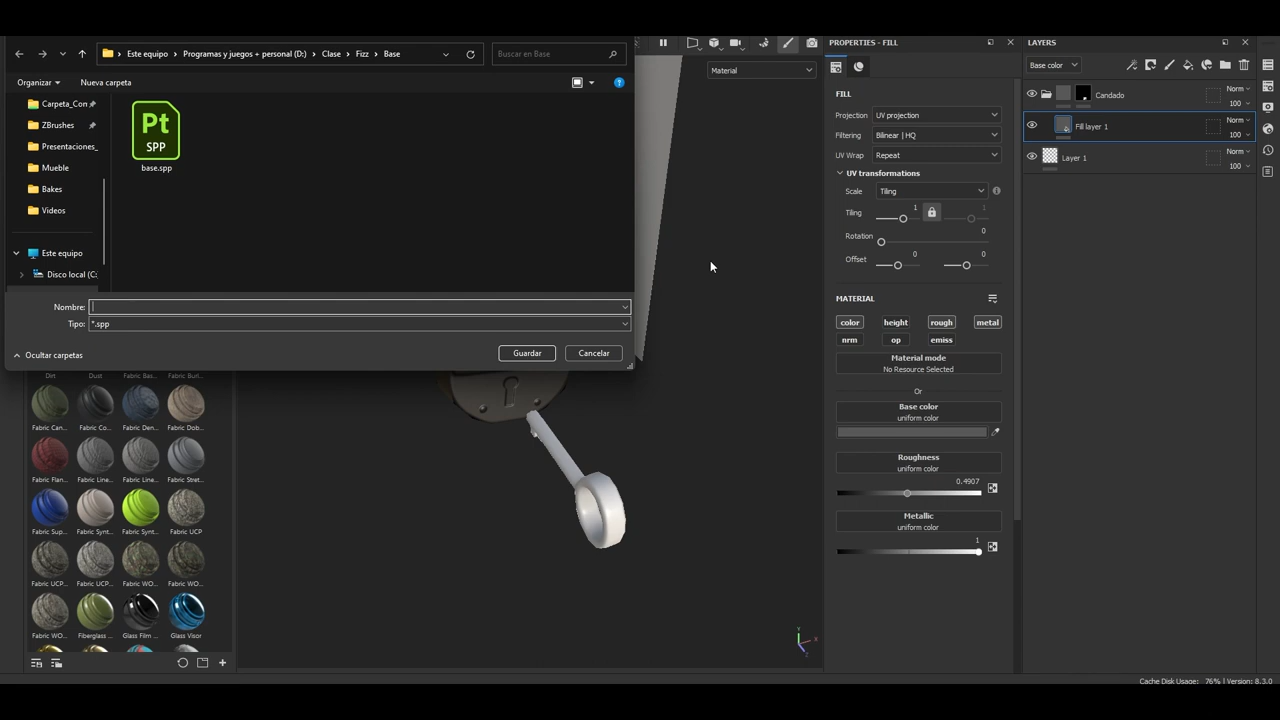 Este equipo
Programas y juegos + personal (D:)
Clase
Fizz
Base
Buscar en Base
Organizar
Nueva carpeta
Carpeta_Con
ZBrushes
Presentaciones_
Mueble
Bakes
Videos
Este equipo
Disco local (C:
Pt
SPP
base.spp
Nombre:
Tipo: *.spp
Ocultar carpetas
Guardar
Cancelar
Dirt
Dust
Fabric Bas...
Fabric Burl...
Fabric Can...
Fabric Co...
Fabric Den...
Fabric Dob...
Fabric Flan...
Fabric Line...
Fabric Line...
Fabric Stret...
Fabric Sup...
Fabric Synt...
Fabric Synt...
Fabric UCP
Fabric UCP...
Fabric UCP...
Fabric WO...
Fabric WO...
Fabric WO...
Fiberglass ...
Glass Film ...
Glass Visor
Material
Y
X
Z
PROPERTIES - FILL
FILL
Projection UV projection
Filtering Bilinear | HQ
UV Wrap Repeat
UV transformations
Scale Tiling
Tiling 1 1
Rotation 0
Offset 0 0
MATERIAL
color height rough metal
nrm op emiss
Material mode
No Resource Selected
Or
Base color
uniform color
Roughness
uniform color
0.4907
Metallic
uniform color
1
LAYERS
Base color
Candado
Norm
100
Fill layer 1
Norm
100
Layer 1
Norm
100
Cache Disk Usage: 76% | Version: 8.3.0